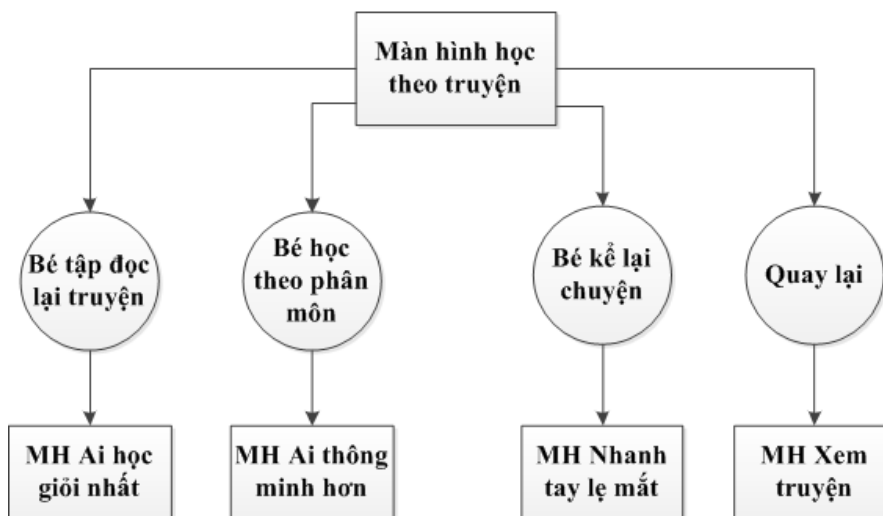 Màn hình học
theo truyện
Bé tập đọc
lại truyện
Bé học
theo phân
môn
Bé kể lại
chuyện
Quay lại
MH Ai học
giỏi nhất
MH Ai thông
minh hơn
MH Nhanh
tay lẹ mắt
MH Xem
truyện